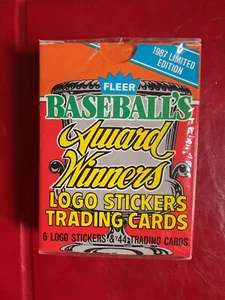 1987 LIMITED
EDITION
FLEER
BASEBALL'S
Award
Winners
LOGO STICKERS
TRADING CARDS
6 LOGO STICKERS & 44 TRADING CARDS